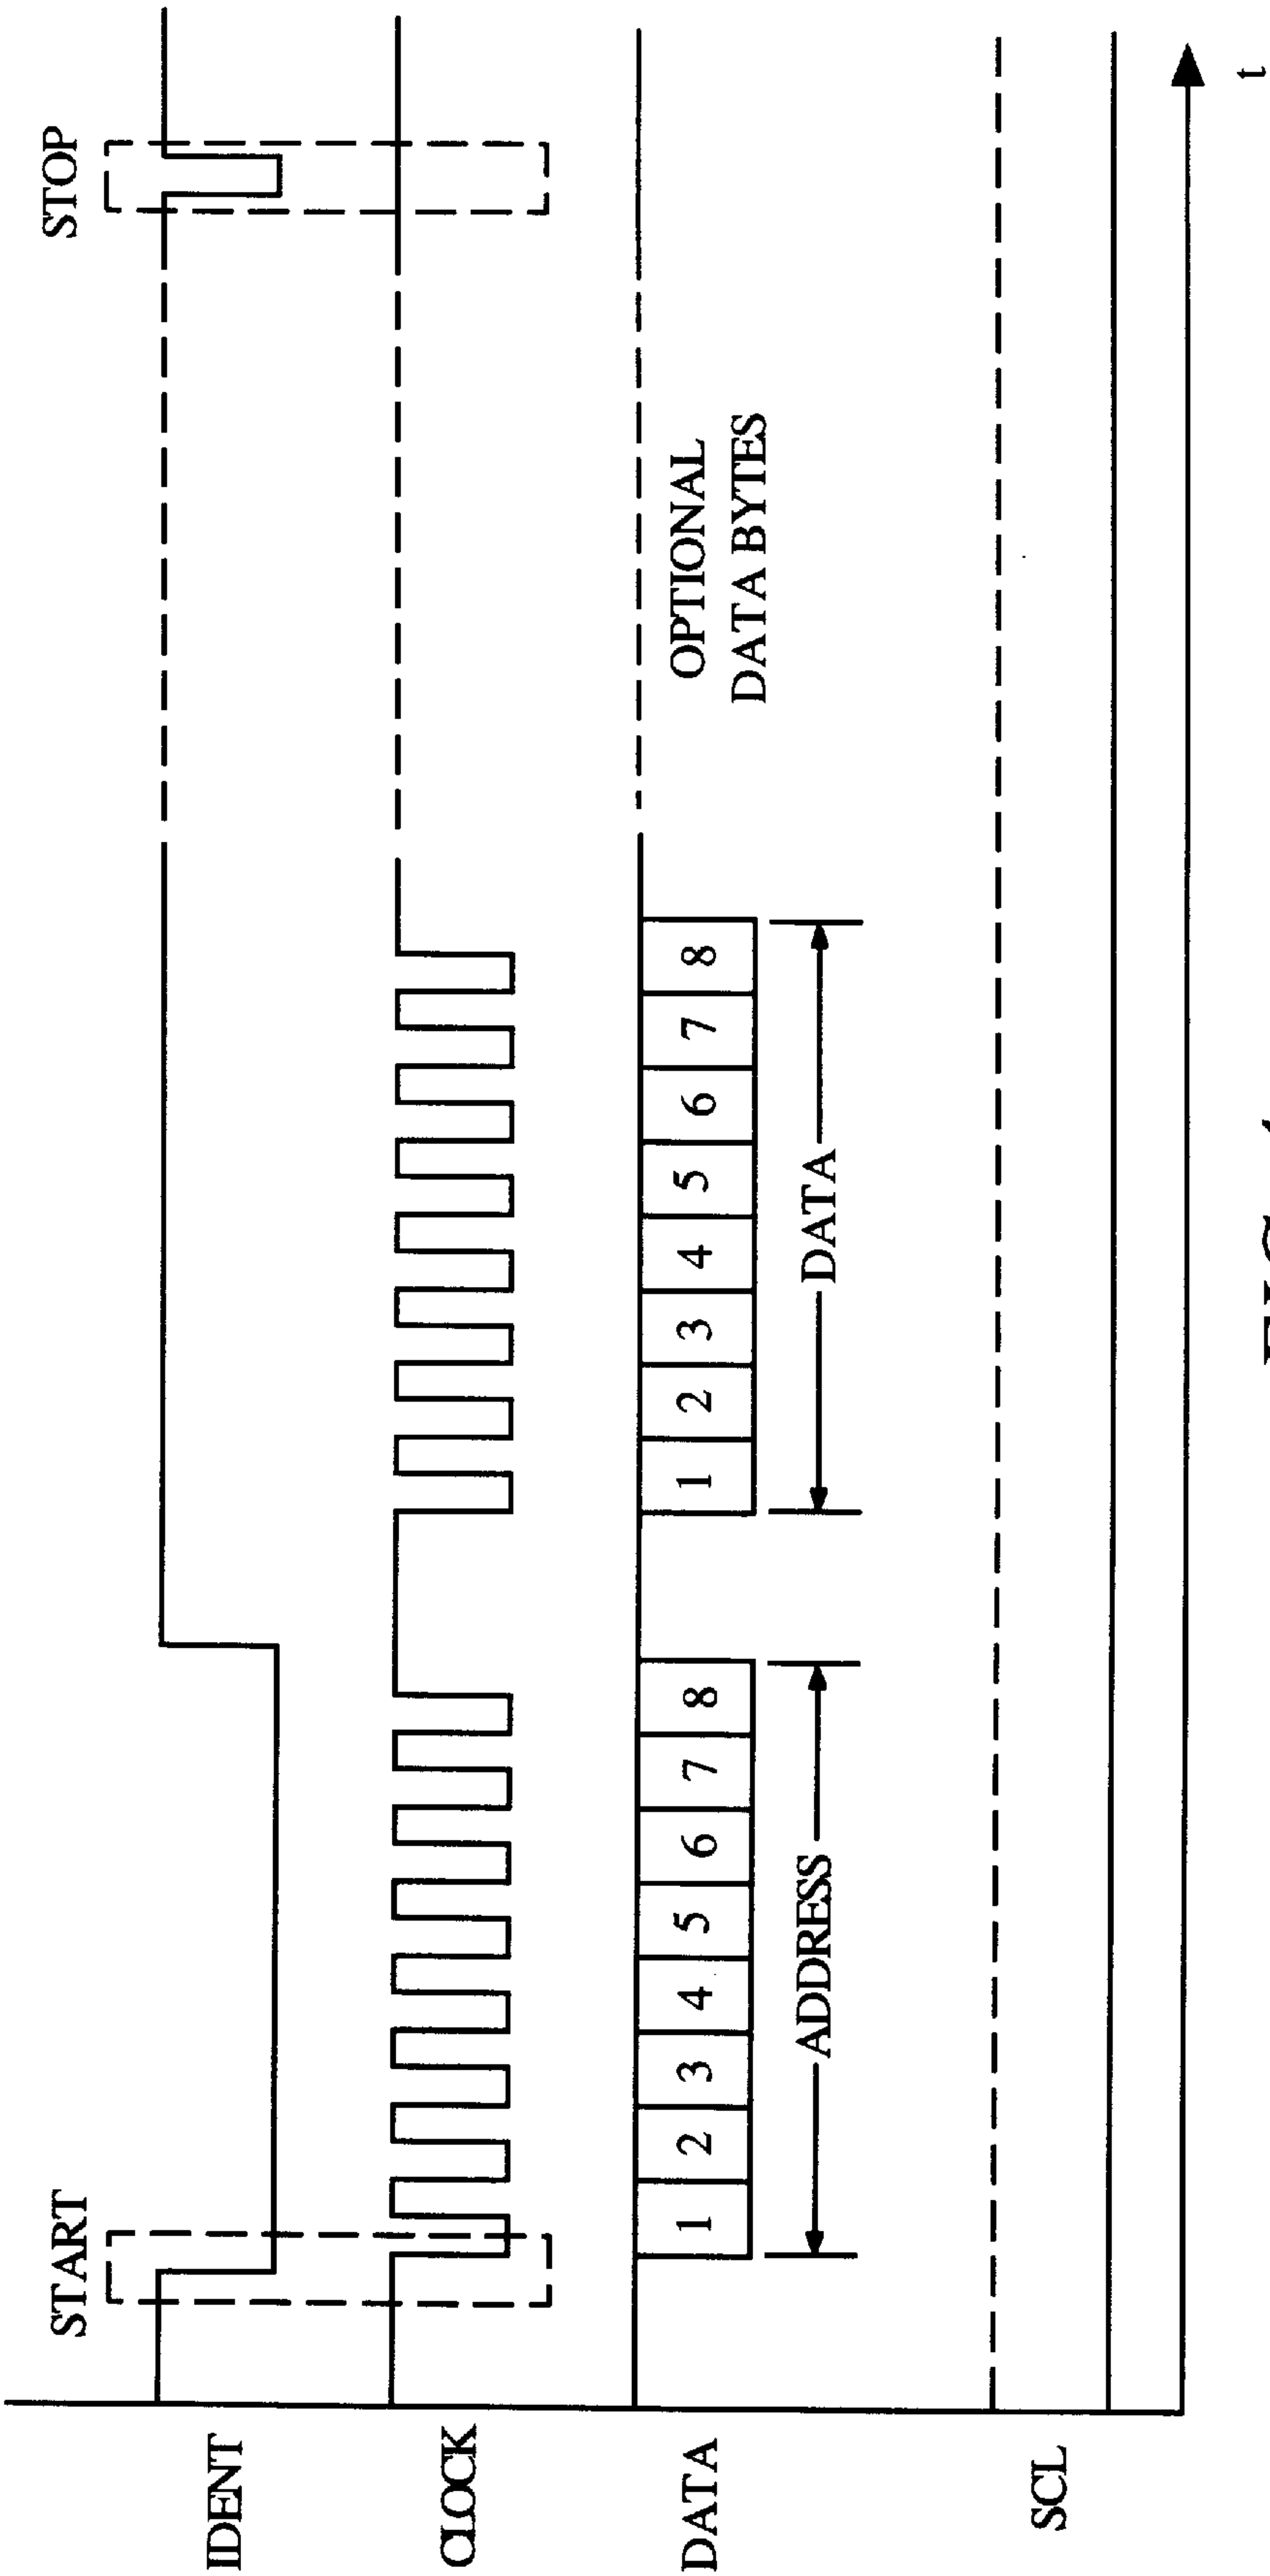 START
STOP
IDENT
CLOCK
DATA
1 2 3 4 5 6 7 8
1 2 3 4 5 6 7 8
ADDRESS
DATA
OPTIONAL
DATA BYTES
SCL
t